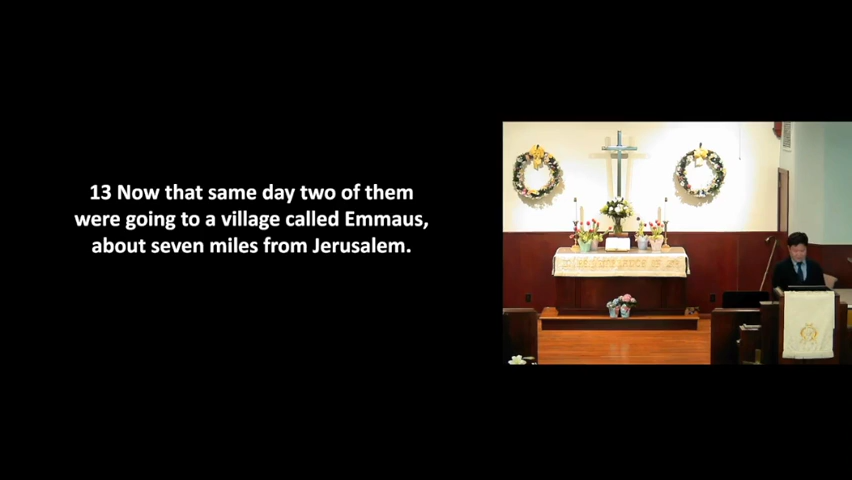 13 Now that same day two of them
were going to a village called Emmaus,
about seven miles from Jerusalem.